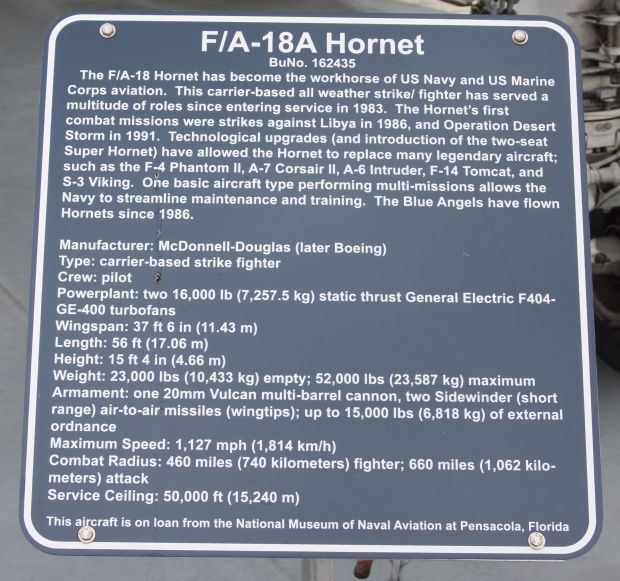 F/A-18A Hornet
BuNo. 162435
The F/A-18 Hornet has become the workhorse of US Navy and US Marine
Corps aviation. This carrier-based all weather strike/ fighter has served a
multitude of roles since entering service in 1983. The Hornet's first
combat missions were strikes against Libya in 1986, and Operation Desert
Storm in 1991. Technological upgrades (and introduction of the two-seat
Super Hornet) have allowed the Hornet to replace many legendary aircraft;
such as the F-4 Phantom II, A-7 Corsair II, A-6 Intruder, F-14 Tomcat, and
S-3 Viking. One basic aircraft type performing multi-missions allows the
Navy to streamline maintenance and training. The Blue Angels have flown
Hornets since 1986.
Manufacturer: McDonnell-Douglas (later Boeing)
Type: carrier-based strike fighter
Crew: pilot
Powerplant: two 16,000 lb (7,257.5 kg) static thrust General Electric F404-
GE-400 turbofans
Wingspan: 37 ft 6 in (11.43 m)
Length: 56 ft (17.06 m)
Height: 15 ft 4 in (4.66 m)
Weight: 23,000 lbs (10,433 kg) empty; 52,000 lbs (23,587 kg) maximum
Armament: one 20mm Vulcan multi-barrel cannon, two Sidewinder (short
range) air-to-air missiles (wingtips); up to 15,000 lbs (6,818 kg) of external
ordnance
Maximum Speed: 1,127 mph (1,814 km/h)
Combat Radius: 460 miles (740 kilometers) fighter; 660 miles (1,062 kilo-
meters) attack
Service Ceiling: 50,000 ft (15,240 m)
This aircraft is on loan from the National Museum of Naval Aviation at Pensacola, Florida